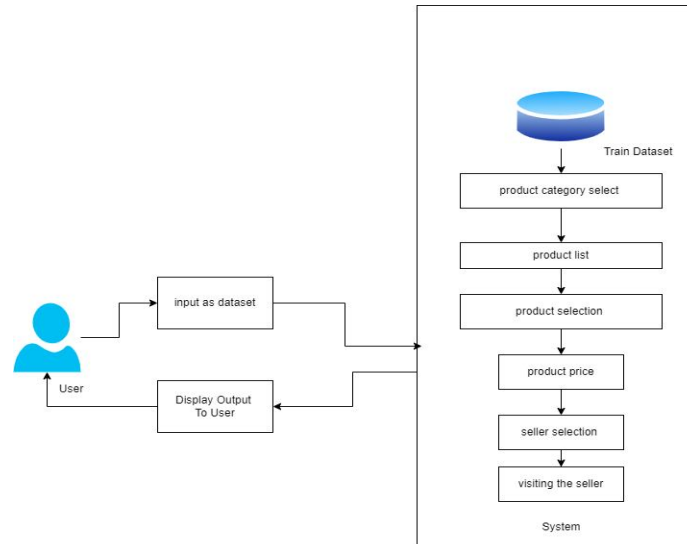 Train Dataset
product category select
product list
product selection
product price
seller selection
visiting the seller
System
input as dataset
User
Display Output
To User